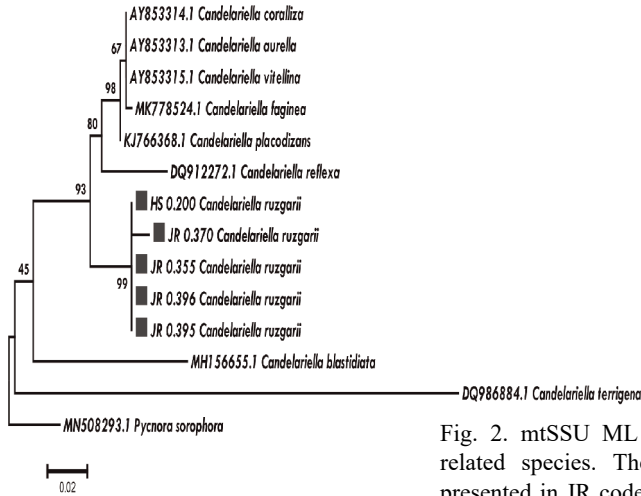 AY853314.1 Candelariella coralliza
AY853313.1 Candelariella aurella
67
AY853315.1 Candelariella vitellina
98
MK778524.1 Candelariella faginea
80
KJ766368.1 Candelariella placodizans
DQ912272.1 Candelariella reflexa
93
HS 0.200 Candelariella ruzgarii
JR 0.370 Candelariella ruzgarii
45
JR 0.355 Candelariella ruzgarii
99
JR 0.396 Candelariella ruzgarii
JR 0.395 Candelariella ruzgarii
MH156655.1 Candelariella blastidiata
DQ986884.1 Candelariella terrigena
MN508293.1 Pycnora sorophora
0.02
Fig. 2. mtSSU ML
related species. The
presented in JR code